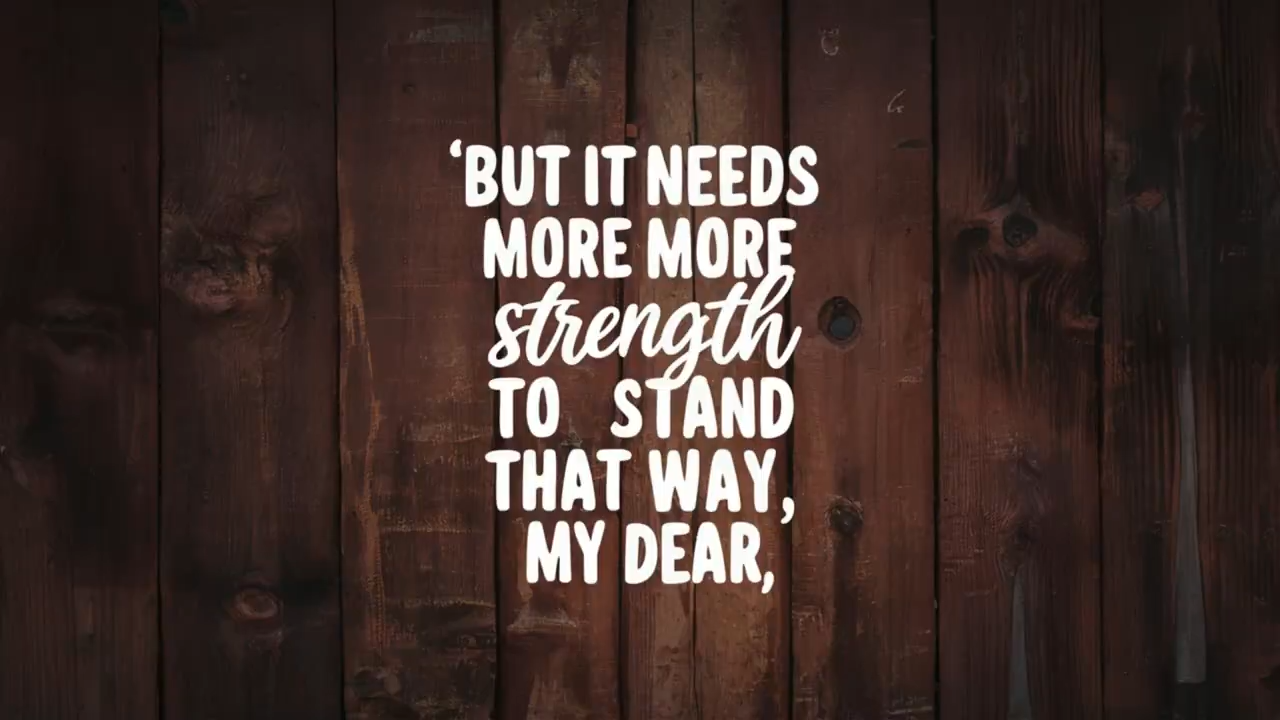 ‘BUT IT NEEDS
MORE MORE
strength
TO STAND
THAT WAY,
MY DEAR,